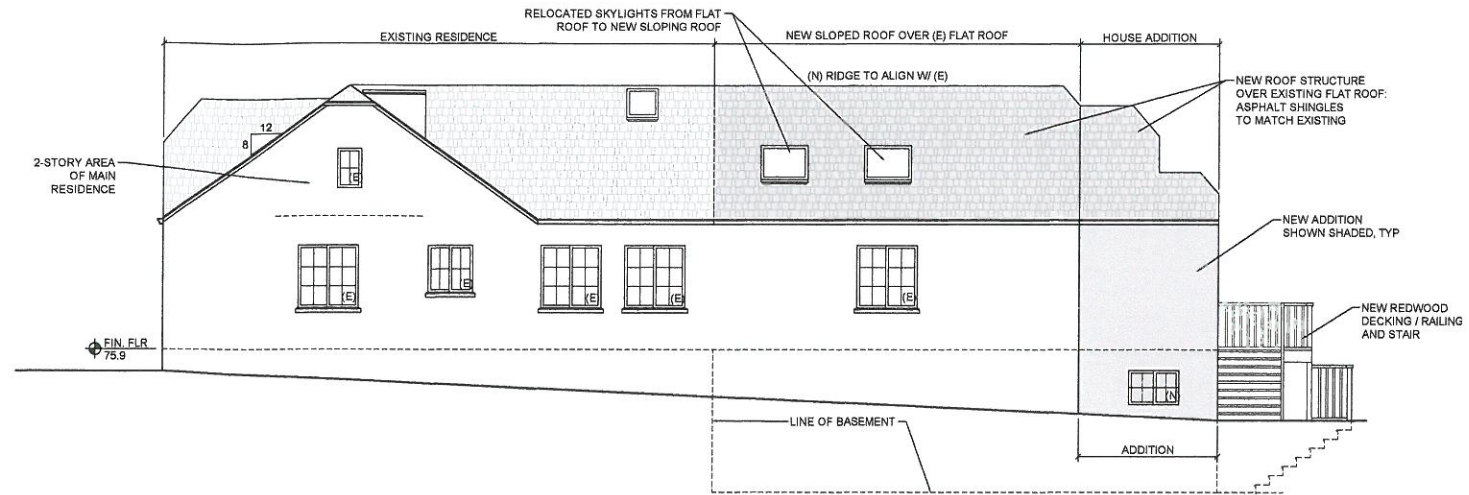 RELOCATED SKYLIGHTS FROM FLAT
ROOF TO NEW SLOPING ROOF
EXISTING RESIDENCE
NEW SLOPED ROOF OVER (E) FLAT ROOF
HOUSE ADDITION
(N) RIDGE TO ALIGN W/ (E)
NEW ROOF STRUCTURE
OVER EXISTING FLAT ROOF:
ASPHALT SHINGLES
TO MATCH EXISTING
12
8
2-STORY AREA
OF MAIN
RESIDENCE
(E)
NEW ADDITION
SHOWN SHADED, TYP
(E)
(E)
(E)
(E)
(E)
NEW REDWOOD
DECKING / RAILING
AND STAIR
FIN. FLR
75.9
(N)
LINE OF BASEMENT
ADDITION